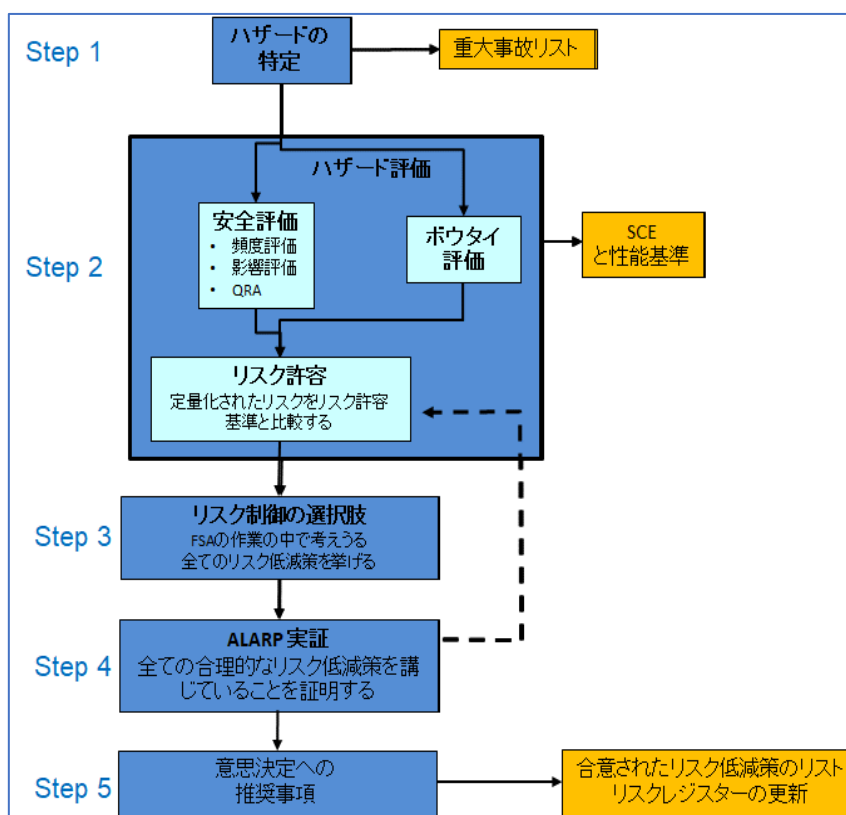 Step 1
ハザードの
特定
重大事故リスト
ハザード評価
Step 2
安全評価
• 頻度評価
• 影響評価
• QRA
ボウタイ
評価
SCE
と性能基準
リスク許容
定量化されたリスクをリスク許容
基準と比較する
Step 3
リスク制御の選択肢
FSAの作業の中で考えうる
全てのリスク低減策を挙げる
Step 4
ALARP 実証
全ての合理的なリスク低減策を講
じていることを証明する
Step 5
意思決定への
推奨事項
合意されたリスク低減策のリスト
リスクレジスターの更新